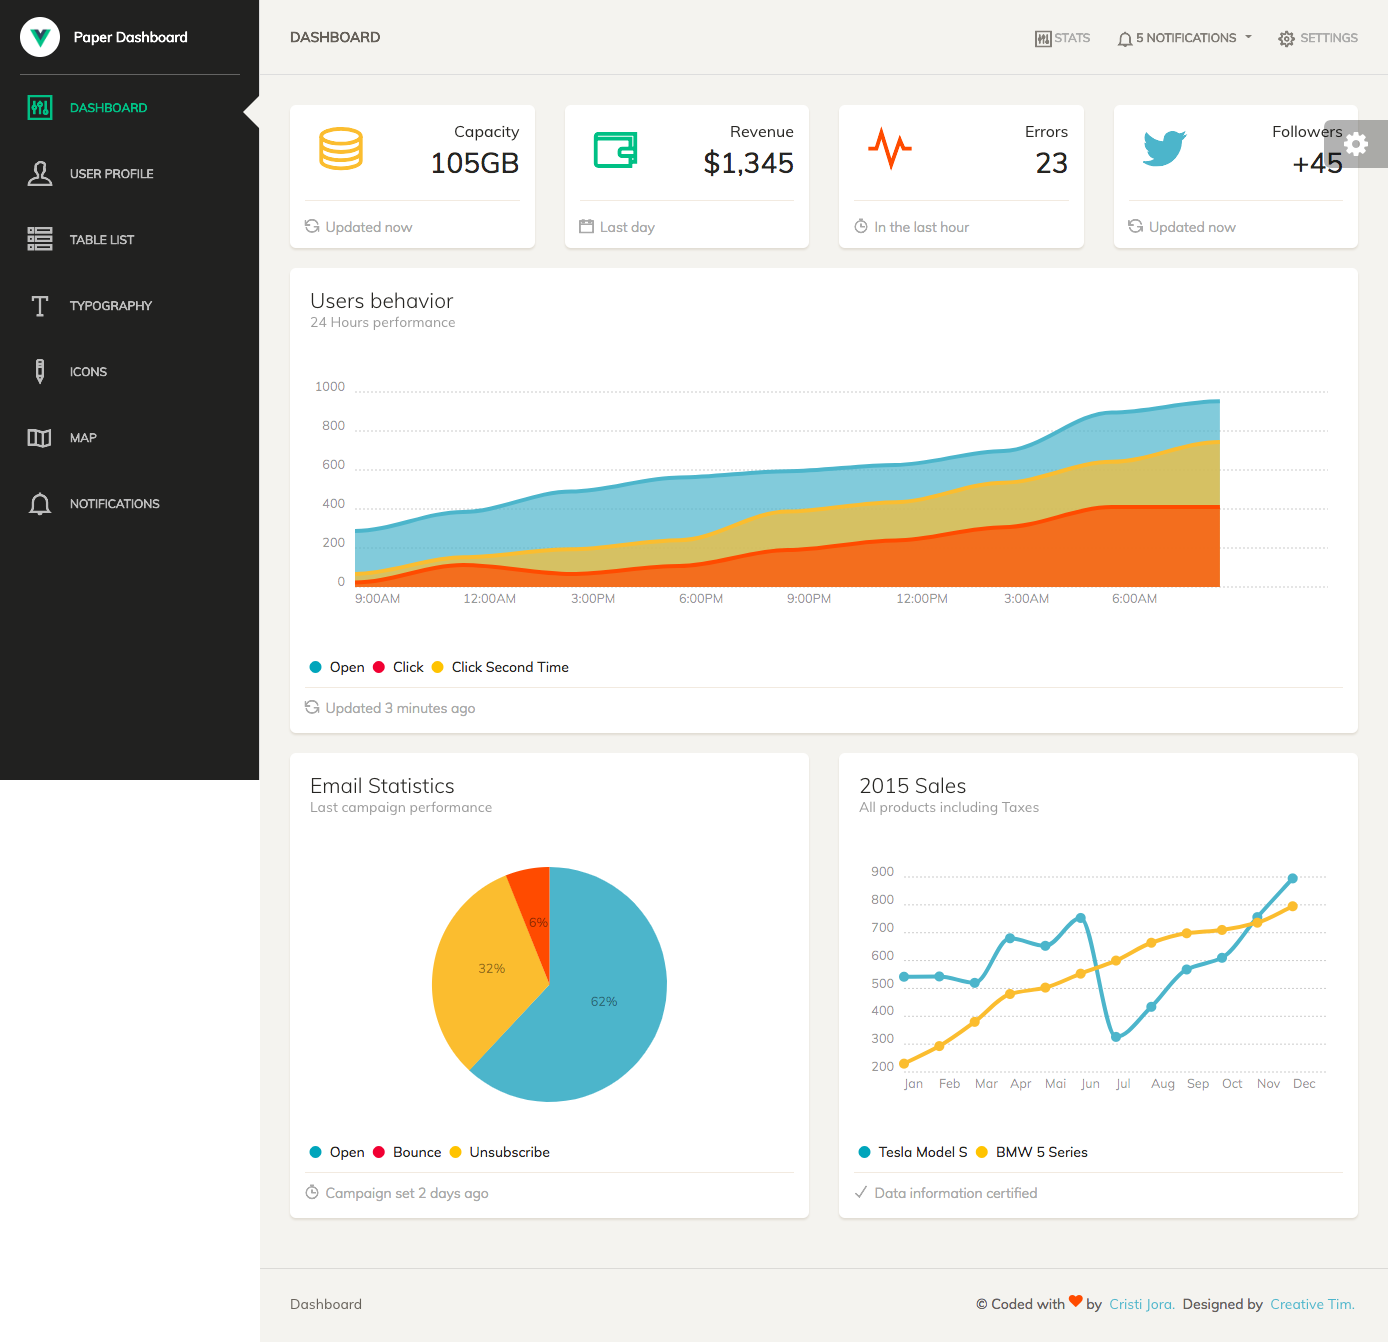 Paper Dashboard
DASHBOARD
USER PROFILE
TABLE LIST
TYPOGRAPHY
ICONS
MAP
NOTIFICATIONS
DASHBOARD
STATS
5 NOTIFICATIONS
SETTINGS
Capacity
105GB
Updated now
Revenue
$1,345
Last day
Errors
23
In the last hour
Followers
+45
Updated now
Users behavior
24 Hours performance
1000
800
600
400
200
0
9:00AM 12:00AM 3:00PM 6:00PM 9:00PM 12:00PM 3:00AM 6:00AM
Open Click Click Second Time
Updated 3 minutes ago
Email Statistics
Last campaign performance
6%
32%
62%
Open Bounce Unsubscribe
Campaign set 2 days ago
2015 Sales
All products including Taxes
900
800
700
600
500
400
300
200
Jan Feb Mar Apr Mai Jun Jul Aug Sep Oct Nov Dec
Tesla Model S BMW 5 Series
Data information certified
Dashboard
© Coded with by Cristi Jora. Designed by Creative Tim.